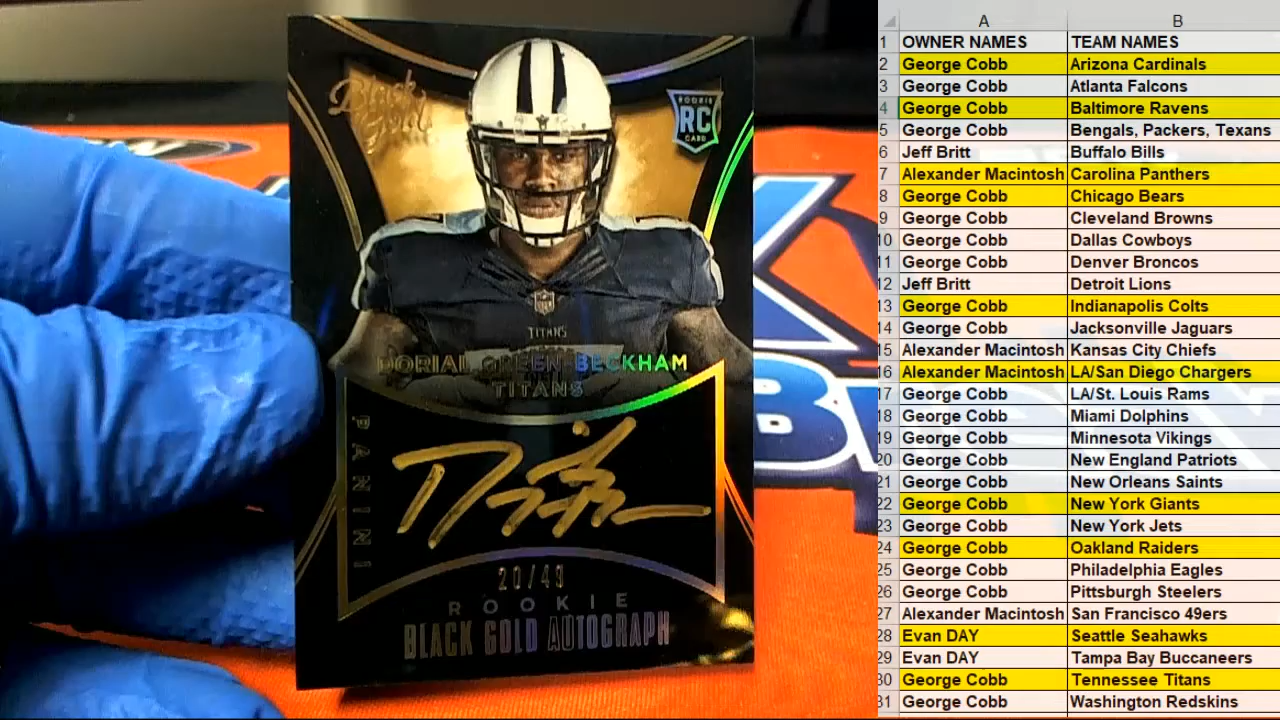 Black Gold
ROOKIE
RC
CARD
TITANS
DORIAL GREEN-BECKHAM
TITANS
PANINI
20/49
ROOKIE
BLACK GOLD AUTOGRAPH
A B
1 OWNER NAMES TEAM NAMES
2 George Cobb Arizona Cardinals
3 George Cobb Atlanta Falcons
4 George Cobb Baltimore Ravens
5 George Cobb Bengals, Packers, Texans
6 Jeff Britt Buffalo Bills
7 Alexander Macintosh Carolina Panthers
8 George Cobb Chicago Bears
9 George Cobb Cleveland Browns
10 George Cobb Dallas Cowboys
11 George Cobb Denver Broncos
12 Jeff Britt Detroit Lions
13 George Cobb Indianapolis Colts
14 George Cobb Jacksonville Jaguars
15 Alexander Macintosh Kansas City Chiefs
16 Alexander Macintosh LA/San Diego Chargers
17 George Cobb LA/St. Louis Rams
18 George Cobb Miami Dolphins
19 George Cobb Minnesota Vikings
20 George Cobb New England Patriots
21 George Cobb New Orleans Saints
22 George Cobb New York Giants
23 George Cobb New York Jets
24 George Cobb Oakland Raiders
25 George Cobb Philadelphia Eagles
26 George Cobb Pittsburgh Steelers
27 Alexander Macintosh San Francisco 49ers
28 Evan DAY Seattle Seahawks
29 Evan DAY Tampa Bay Buccaneers
30 George Cobb Tennessee Titans
31 George Cobb Washington Redskins